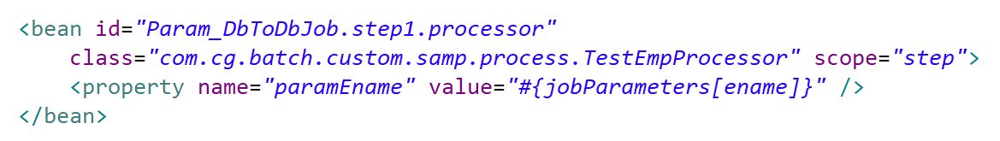 <bean id="Param_DbToDbJob.step1.processor"
    class="com.cg.batch.custom.samp.process.TestEmpProcessor" scope="step">
    <property name="paramEname" value="#{jobParameters[ename]}" />
</bean>